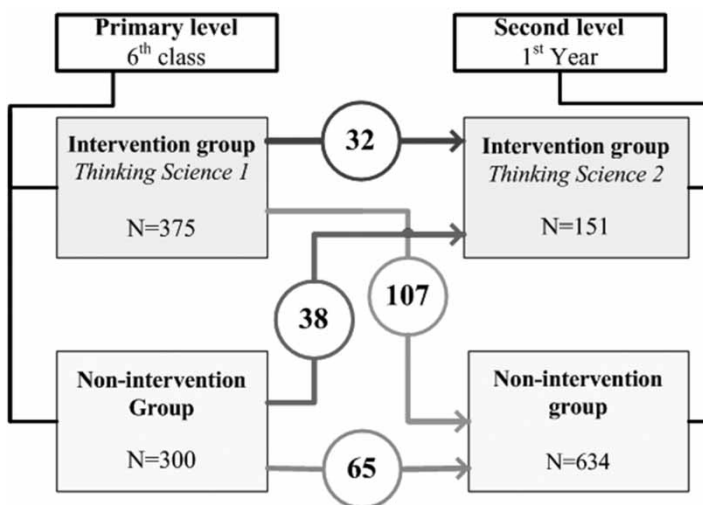 Primary level
6th class
Second level
1st Year
Intervention group
Thinking Science 1
N=375
32
Intervention group
Thinking Science 2
N=151
38
107
Non-intervention
Group
N=300
65
Non-intervention
group
N=634